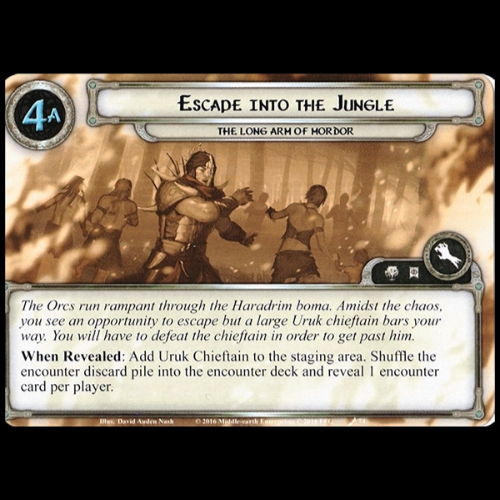 4A
ESCAPE INTO THE JUNGLE
THE LONG ARM OF MORDOR
The Orcs run rampant through the Haradrim boma. Amidst the chaos,
you see an opportunity to escape but a large Uruk chieftain bars your
way. You will have to defeat the chieftain in order to get past him.
When Revealed: Add Uruk Chieftain to the staging area. Shuffle the
encounter discard pile into the encounter deck and reveal 1 encounter
card per player.
Illus. David Auden Nash © 2016 Middle-earth Enterprises